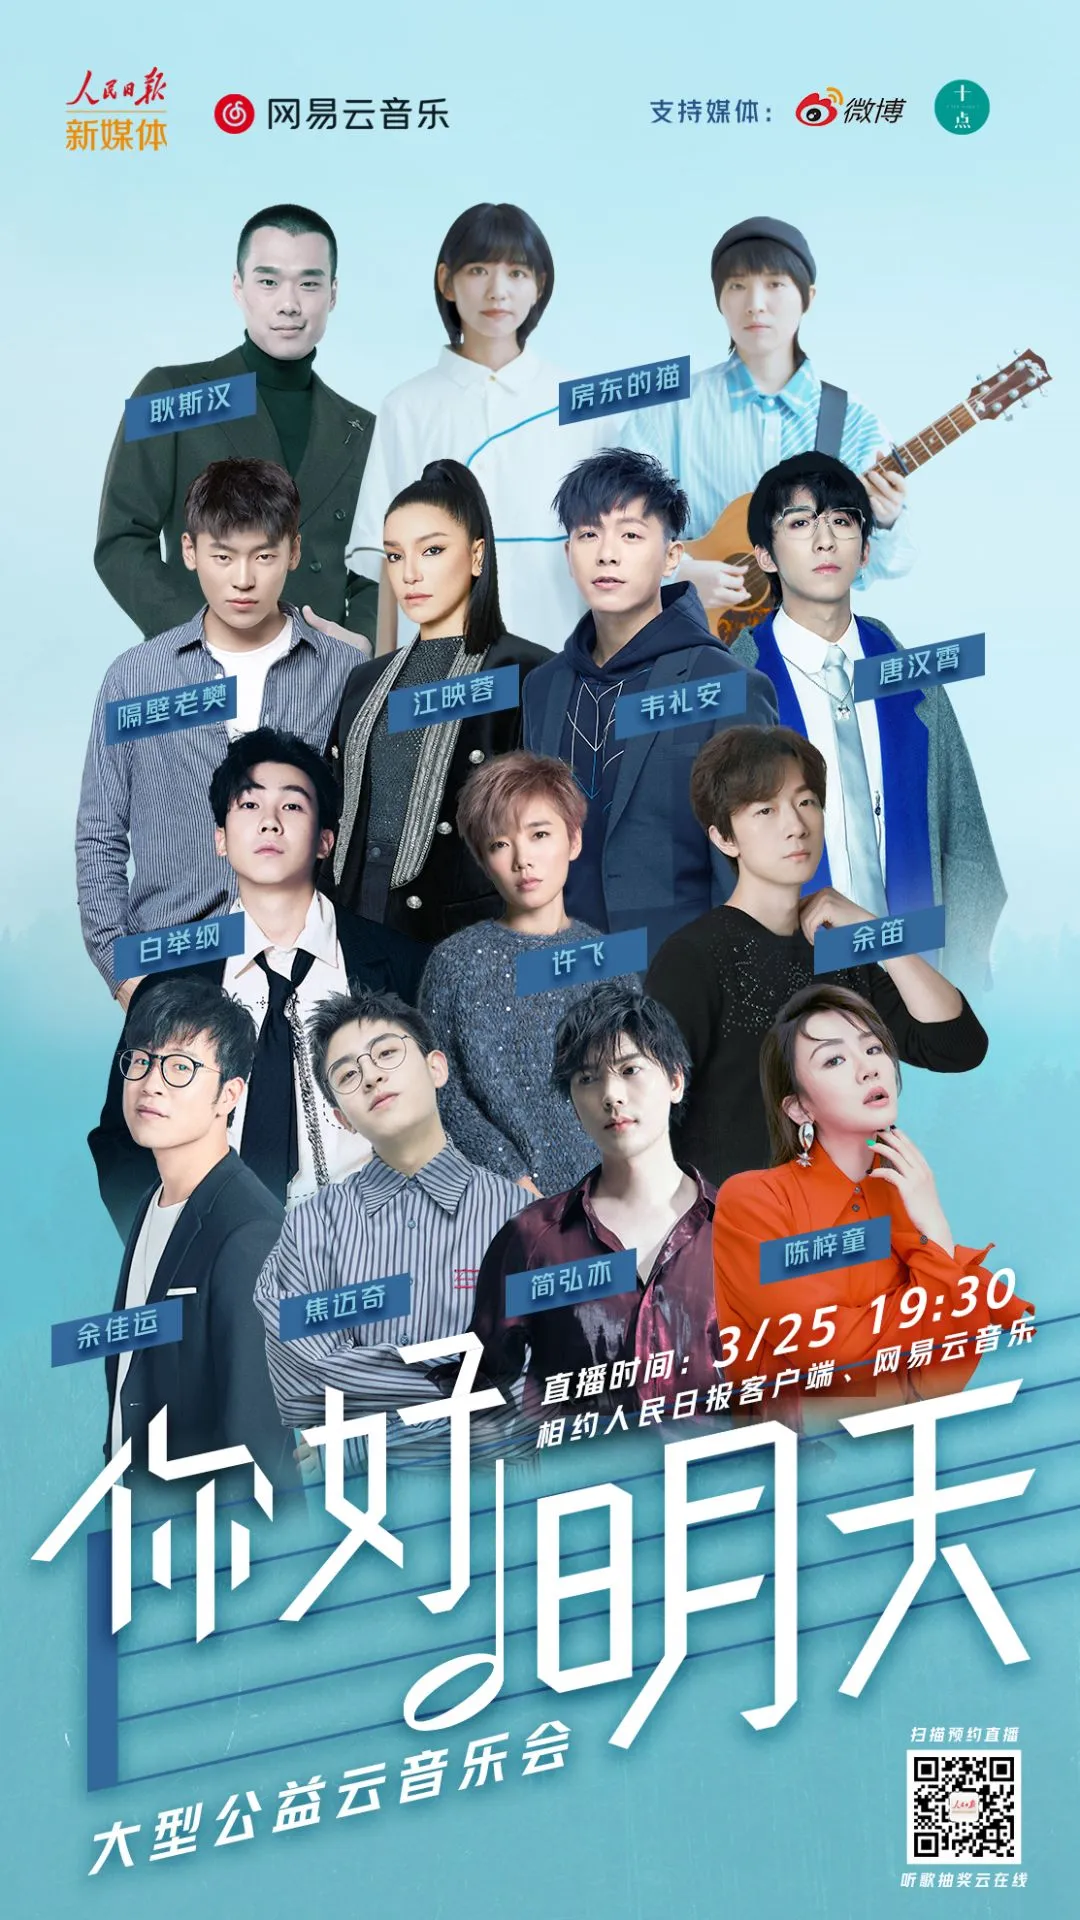 人民日报
新媒体
网易云音乐
支持媒体：
微博
十点
耿斯汉
房东的猫
隔壁老樊
江映蓉
韦礼安
唐汉霄
白举纲
许飞
余笛
余佳运
焦迈奇
简弘亦
陈梓童
直播时间：3/25 19:30
相约人民日报客户端、网易云音乐
你好明天
大型公益云音乐会
扫描预约直播
人民日报
听歌抽奖云在线